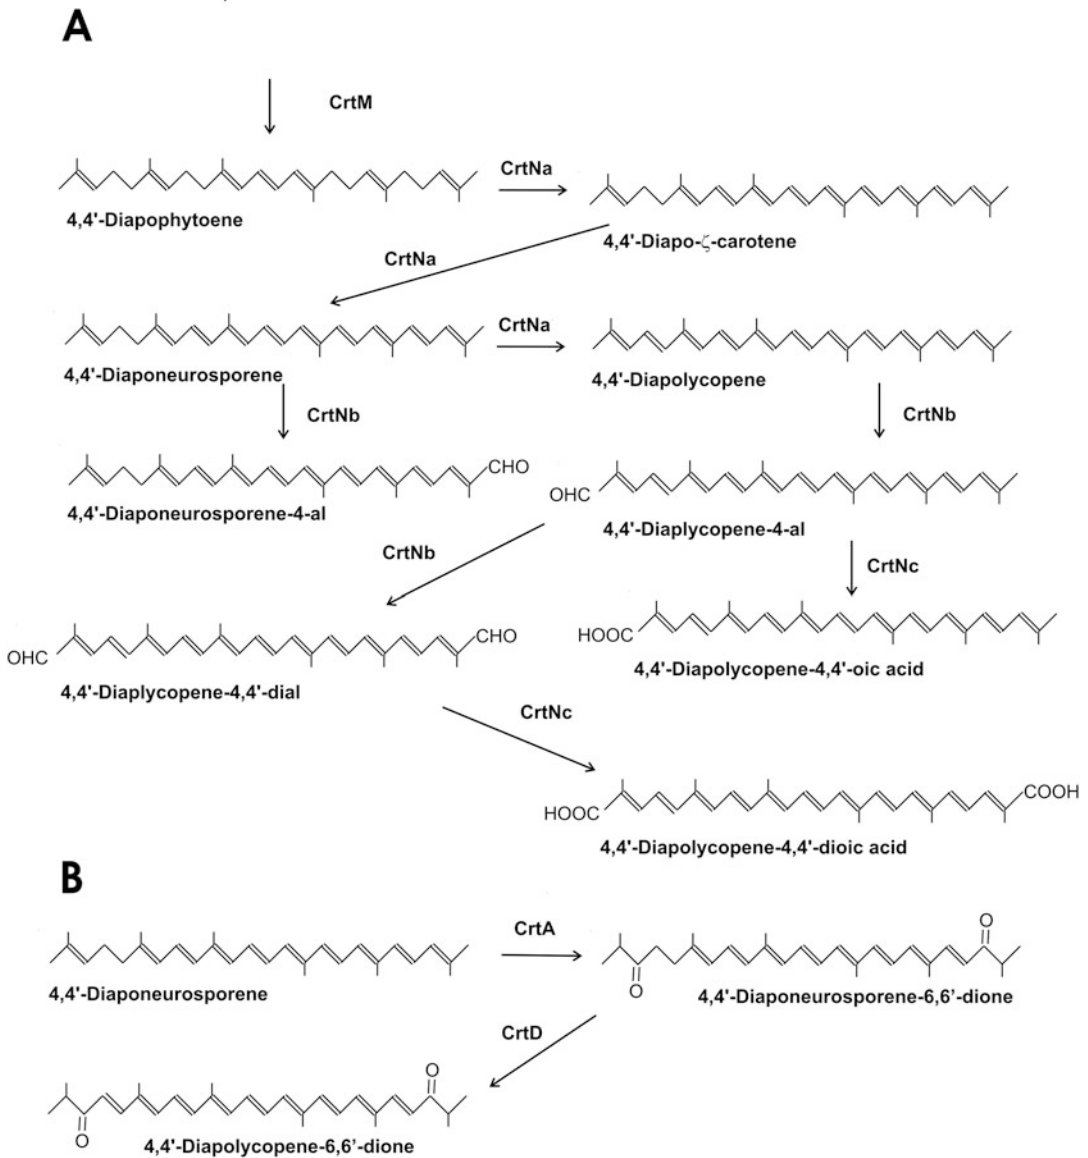 A
CrtM
CrtNa
4,4'-Diapophytoene
4,4'-Diapo-ζ-carotene
CrtNa
CrtNa
4,4'-Diaponeurosporene
4,4'-Diapolycopene
CrtNb
CrtNb
CHO
OHC
4,4'-Diaponeurosporene-4-al
4,4'-Diaplycopene-4-al
CrtNb
CrtNc
CHO
HOOC
OHC
4,4'-Diapolycopene-4,4'-oic acid
4,4'-Diaplycopene-4,4'-dial
CrtNc
COOH
HOOC
4,4'-Diapolycopene-4,4'-dioic acid
B
CrtA
O
O
4,4'-Diaponeurosporene
4,4'-Diaponeurosporene-6,6’-dione
CrtD
O
O
4,4'-Diapolycopene-6,6’-dione